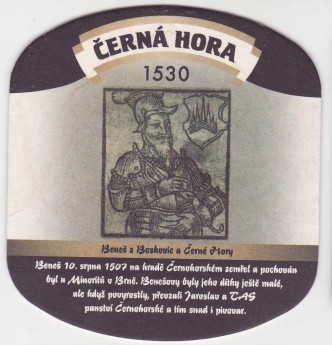 ČERNÁ HORA
1530
Beneš z Bozkovic a Černé Hory
Beneš 10. srpna 1507 na hradě Černohorském zemřel a pochován
byl u Minoritů v Brně. Benešovy byly jeho dítky ještě malé,
ale když povyrostly, převzali Jaroslav a TAS
panství Černohorské a tím snad i pivovar.